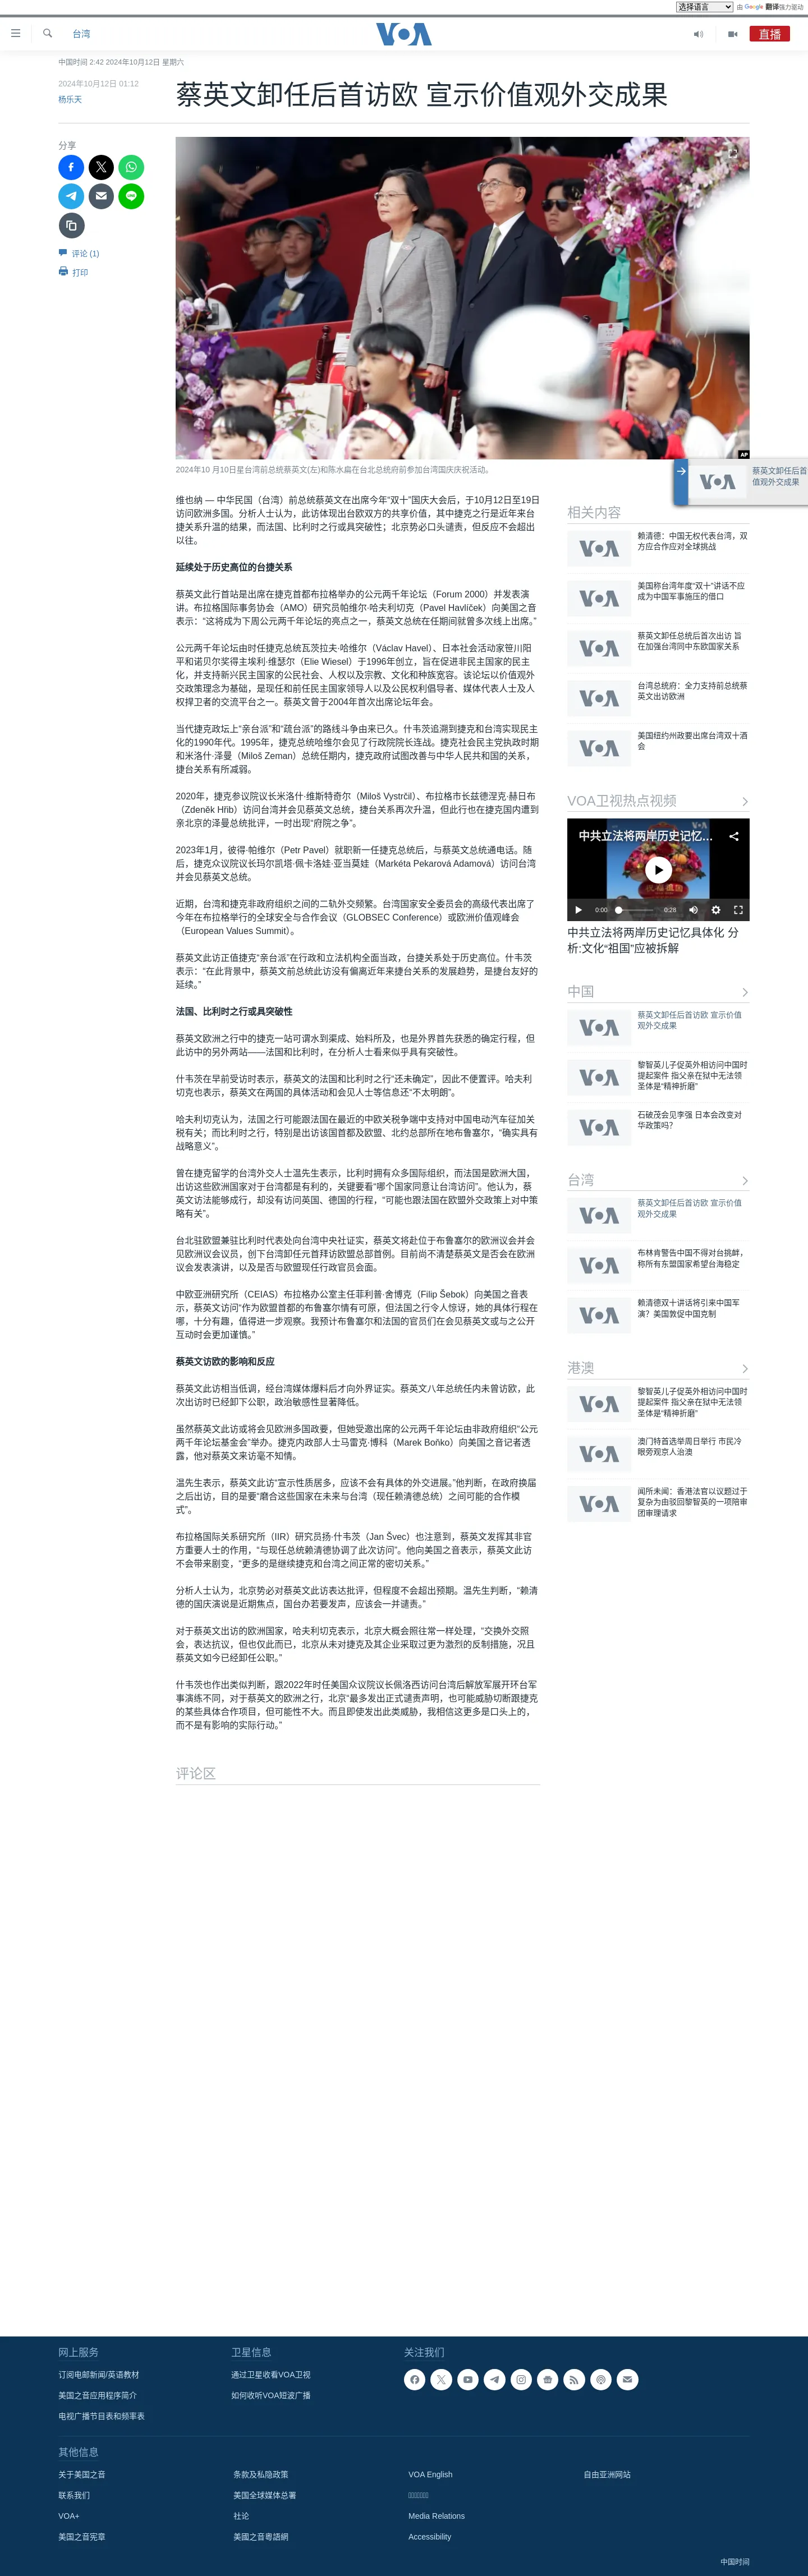 选择语言
由 Google 翻译强力驱动
台湾
VOA
直播
中国时间 2:42 2024年10月12日 星期六
2024年10月12日 01:12
杨乐天
蔡英文卸任后首访欧 宣示价值观外交成果
分享
评论 (1)
打印
AP
2024年10 月10日星台湾前总统蔡英文(左)和陈水扁在台北总统府前参加台湾国庆庆祝活动。
维也纳 — 中华民国（台湾）前总统蔡英文在出席今年“双十”国庆大会后，于10月12日至19日
访问欧洲多国。分析人士认为，此访体现出台欧双方的共享价值，其中捷克之行是近年来台
捷关系升温的结果，而法国、比利时之行或具突破性；北京势必口头谴责，但反应不会超出
以往。
延续处于历史高位的台捷关系
蔡英文此行首站是出席在捷克首都布拉格举办的公元两千年论坛（Forum 2000）并发表演
讲。布拉格国际事务协会（AMO）研究员帕维尔·哈夫利切克（Pavel Havlíček）向美国之音
表示：“这将成为下周公元两千年论坛的亮点之一，蔡英文总统在任期间就曾多次线上出席。”
公元两千年论坛由时任捷克总统瓦茨拉夫·哈维尔（Václav Havel）、日本社会活动家笹川阳
平和诺贝尔奖得主埃利·维瑟尔（Elie Wiesel）于1996年创立，旨在促进非民主国家的民主
化，并支持新兴民主国家的公民社会、人权以及宗教、文化和种族宽容。该论坛以价值观外
交政策理念为基础，是现任和前任民主国家领导人以及公民权利倡导者、媒体代表人士及人
权捍卫者的交流平台之一。蔡英文曾于2004年首次出席论坛年会。
当代捷克政坛上“亲台派”和“疏台派”的路线斗争由来已久。什韦茨追溯到捷克和台湾实现民主
化的1990年代。1995年，捷克总统哈维尔会见了行政院院长连战。捷克社会民主党执政时期
和米洛什·泽曼（Miloš Zeman）总统任期内，捷克政府试图改善与中华人民共和国的关系，
捷台关系有所减弱。
2020年，捷克参议院议长米洛什·维斯特奇尔（Miloš Vystrčil）、布拉格市长兹德涅克·赫日布
（Zdeněk Hřib）访问台湾并会见蔡英文总统，捷台关系再次升温，但此行也在捷克国内遭到
亲北京的泽曼总统批评，一时出现“府院之争”。
2023年1月，彼得·帕维尔（Petr Pavel）就职新一任捷克总统后，与蔡英文总统通电话。随
后，捷克众议院议长玛尔凯塔·佩卡洛娃·亚当莫娃（Markéta Pekarová Adamová）访问台湾
并会见蔡英文总统。
近期，台湾和捷克非政府组织之间的二轨外交频繁。台湾国家安全委员会的高级代表出席了
今年在布拉格举行的全球安全与合作会议（GLOBSEC Conference）或欧洲价值观峰会
（European Values Summit）。
蔡英文此访正值捷克“亲台派”在行政和立法机构全面当政，台捷关系处于历史高位。什韦茨
表示：“在此背景中，蔡英文前总统此访没有偏离近年来捷台关系的发展趋势，是捷台友好的
延续。”
法国、比利时之行或具突破性
蔡英文欧洲之行中的捷克一站可谓水到渠成、始料所及，也是外界首先获悉的确定行程，但
此访中的另外两站——法国和比利时，在分析人士看来似乎具有突破性。
什韦茨在早前受访时表示，蔡英文的法国和比利时之行“还未确定”，因此不便置评。哈夫利
切克也表示，蔡英文在两国的具体活动和会见人士等信息还“不太明朗”。
哈夫利切克认为，法国之行可能跟法国在最近的中欧关税争端中支持对中国电动汽车征加关
税有关；而比利时之行，特别是出访该国首都及欧盟、北约总部所在地布鲁塞尔，“确实具有
战略意义”。
曾在捷克留学的台湾外交人士温先生表示，比利时拥有众多国际组织，而法国是欧洲大国，
出访这些欧洲国家对于台湾都是有利的，关键要看“哪个国家同意让台湾访问”。他认为，蔡
英文访法能够成行，却没有访问英国、德国的行程，“可能也跟法国在欧盟外交政策上对中策
略有关”。
台北驻欧盟兼驻比利时代表处向台湾中央社证实，蔡英文将赴位于布鲁塞尔的欧洲议会并会
见欧洲议会议员，创下台湾卸任元首拜访欧盟总部首例。目前尚不清楚蔡英文是否会在欧洲
议会发表演讲，以及是否与欧盟现任行政官员会面。
中欧亚洲研究所（CEIAS）布拉格办公室主任菲利普·舍博克（Filip Šebok）向美国之音表
示，蔡英文访问“作为欧盟首都的布鲁塞尔情有可原，但法国之行令人惊讶，她的具体行程在
哪，十分有趣，值得进一步观察。我预计布鲁塞尔和法国的官员们在会见蔡英文或与之公开
互动时会更加谨慎。”
蔡英文访欧的影响和反应
蔡英文此访相当低调，经台湾媒体爆料后才向外界证实。蔡英文八年总统任内未曾访欧，此
次出访时已经卸下公职，政治敏感性显著降低。
虽然蔡英文此访或将会见欧洲多国政要，但她受邀出席的公元两千年论坛由非政府组织“公元
两千年论坛基金会”举办。捷克内政部人士马雷克·博科（Marek Boňko）向美国之音记者透
露，他对蔡英文来访毫不知情。
温先生表示，蔡英文此访“宣示性质居多，应该不会有具体的外交进展。”他判断，在政府换届
之后出访，目的是要“磨合这些国家在未来与台湾（现任赖清德总统）之间可能的合作模
式”。
布拉格国际关系研究所（IIR）研究员扬·什韦茨（Jan Švec）也注意到，蔡英文发挥其非官
方重要人士的作用，“与现任总统赖清德协调了此次访问”。他向美国之音表示，蔡英文此访
不会带来剧变，“更多的是继续捷克和台湾之间正常的密切关系。”
分析人士认为，北京势必对蔡英文此访表达批评，但程度不会超出预期。温先生判断，“赖清
德的国庆演说是近期焦点，国台办若要发声，应该会一并谴责。”
对于蔡英文出访的欧洲国家，哈夫利切克表示，北京大概会照往常一样处理，“交换外交照
会，表达抗议，但也仅此而已，北京从未对捷克及其企业采取过更为激烈的反制措施，况且
蔡英文如今已经卸任公职。”
什韦茨也作出类似判断，跟2022年时任美国众议院议长佩洛西访问台湾后解放军展开环台军
事演练不同，对于蔡英文的欧洲之行，北京“最多发出正式谴责声明，也可能威胁切断跟捷克
的某些具体合作项目，但可能性不大。而且即使发出此类威胁，我相信这更多是口头上的，
而不是有影响的实际行动。”
评论区
VOA
蔡英文卸任后首
值观外交成果
相关内容
VOA
赖清德：中国无权代表台湾，双
方应合作应对全球挑战
VOA
美国称台湾年度“双十”讲话不应
成为中国军事施压的借口
VOA
蔡英文卸任总统后首次出访 旨
在加强台湾同中东欧国家关系
VOA
台湾总统府：全力支持前总统蔡
英文出访欧洲
VOA
美国纽约州政要出席台湾双十酒
会
VOA卫视热点视频
中共立法将两岸历史记忆...
VOA
0:00
0:28
中共立法将两岸历史记忆具体化 分
析:文化“祖国”应被拆解
中国
VOA
蔡英文卸任后首访欧 宣示价值
观外交成果
VOA
黎智英儿子促英外相访问中国时
提起案件 指父亲在狱中无法领
圣体是“精神折磨”
VOA
石破茂会见李强 日本会改变对
华政策吗？
台湾
VOA
蔡英文卸任后首访欧 宣示价值
观外交成果
VOA
布林肯警告中国不得对台挑衅，
称所有东盟国家希望台海稳定
VOA
赖清德双十讲话将引来中国军
演？美国敦促中国克制
港澳
VOA
黎智英儿子促英外相访问中国时
提起案件 指父亲在狱中无法领
圣体是“精神折磨”
VOA
澳门特首选举周日举行 市民冷
眼旁观京人治澳
VOA
闻所未闻：香港法官以议题过于
复杂为由驳回黎智英的一项陪审
团审理请求
网上服务
订阅电邮新闻/英语教材
美国之音应用程序简介
电视广播节目表和频率表
卫星信息
通过卫星收看VOA卫视
如何收听VOA短波广播
关注我们
其他信息
关于美国之音
条款及私隐政策
VOA English
自由亚洲网站
联系我们
美国全球媒体总署
VOA+
社论
Media Relations
美国之音宪章
美國之音粵語網
Accessibility
中国时间